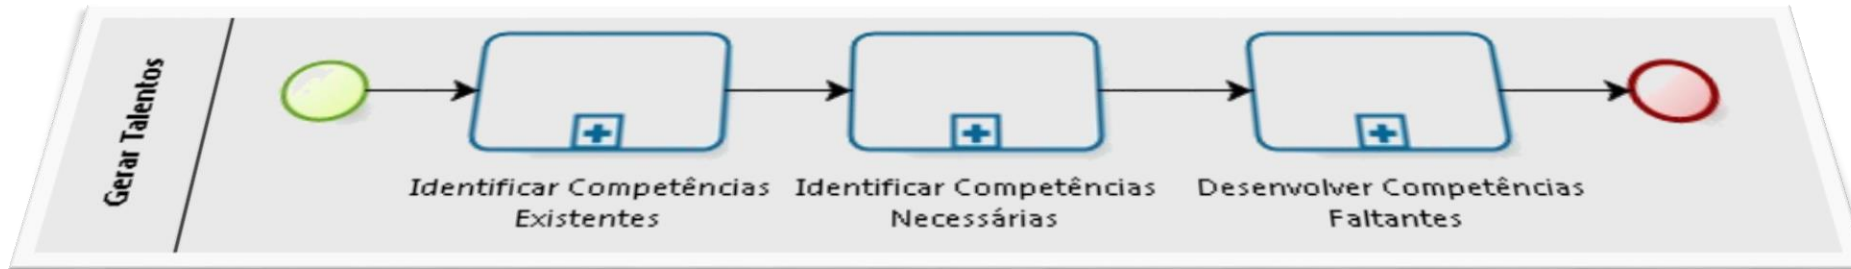 Gerar Talentos
Identificar Competências
Existentes
Identificar Competências
Necessárias
Desenvolver Competências
Faltantes